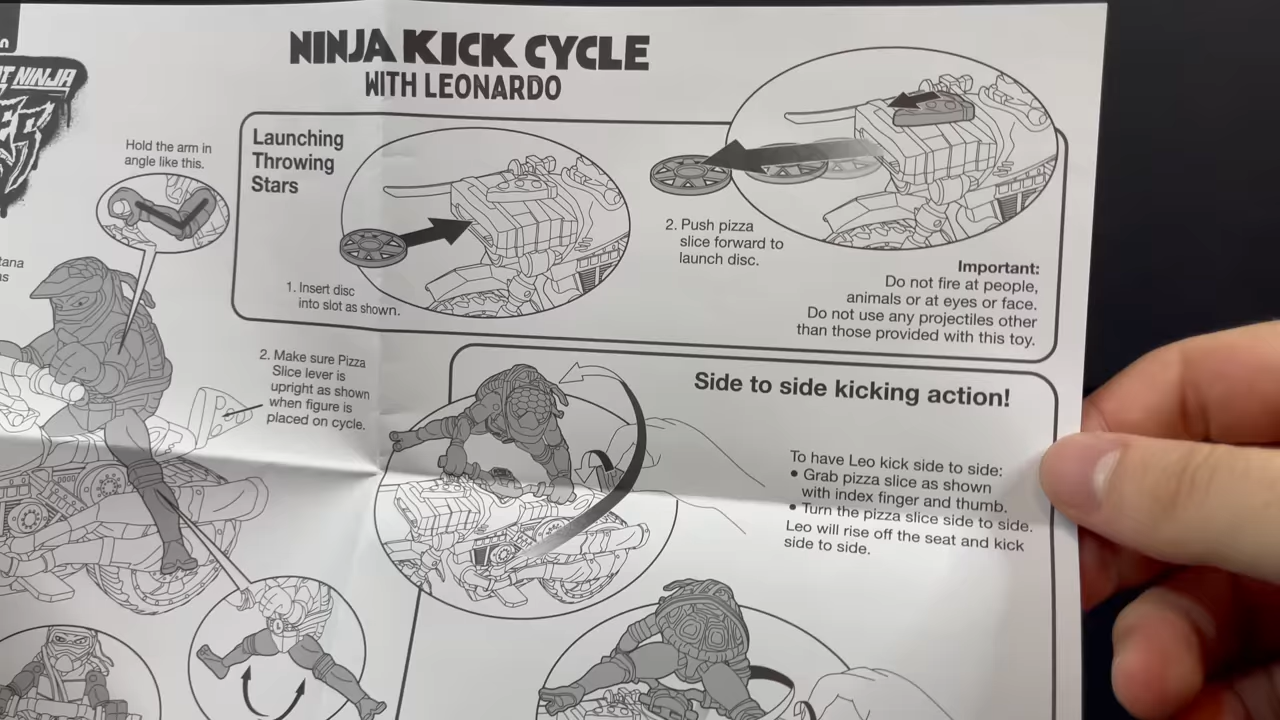 NINJA KICK CYCLE
WITH LEONARDO
NINJA
Hold the arm in
angle like this.
Launching
Throwing
Stars
1. Insert disc
into slot as shown.
2. Push pizza
slice forward to
launch disc.
Important:
Do not fire at people,
animals or at eyes or face.
Do not use any projectiles other
than those provided with this toy.
2. Make sure Pizza
Slice lever is
upright as shown
when figure is
placed on cycle.
Side to side kicking action!
To have Leo kick side to side:
• Grab pizza slice as shown
with index finger and thumb.
• Turn the pizza slice side to side.
Leo will rise off the seat and kick
side to side.